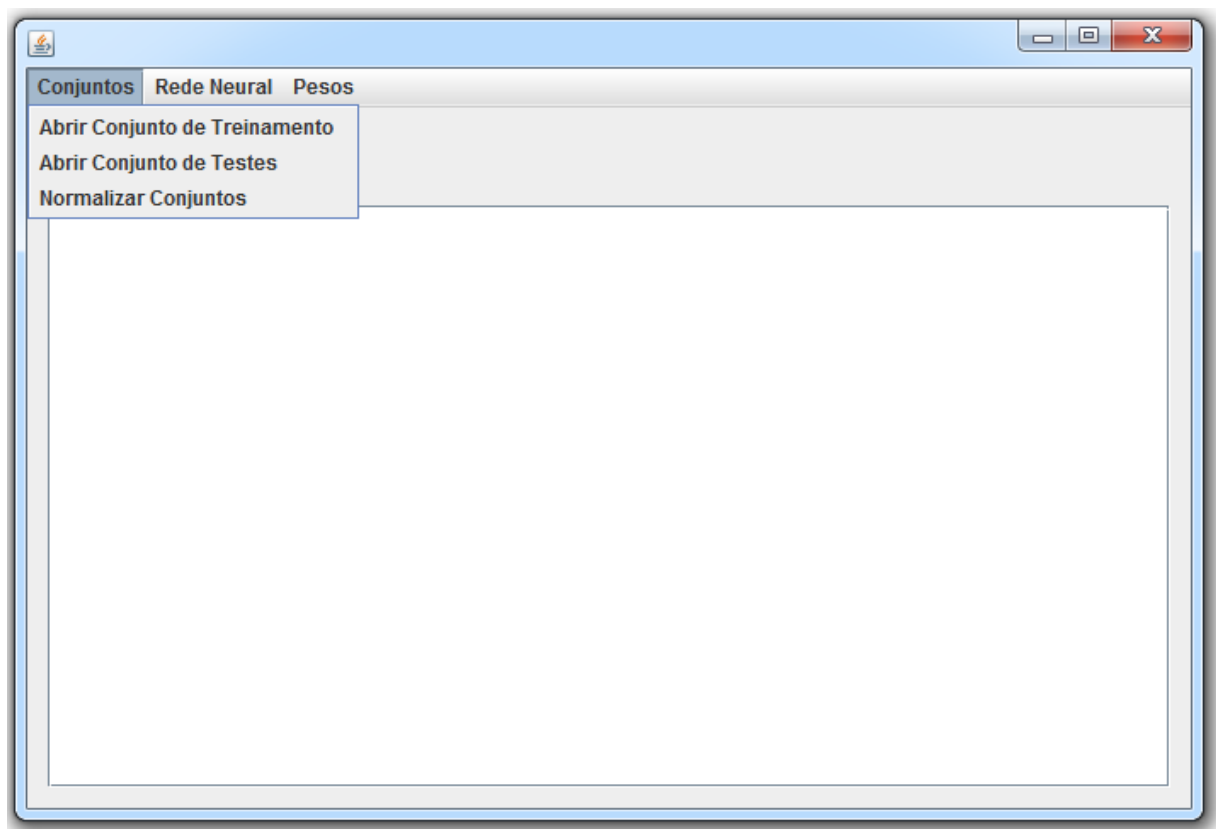 Conjuntos Rede Neural Pesos
Abrir Conjunto de Treinamento
Abrir Conjunto de Testes
Normalizar Conjuntos